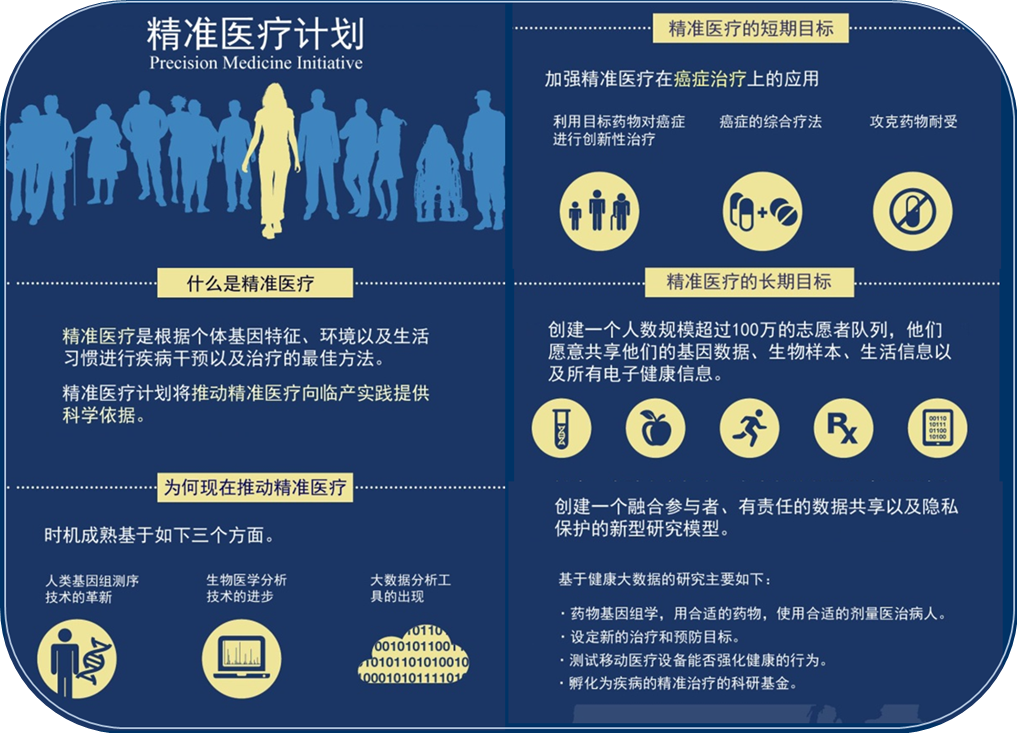 精准医疗计划
Precision Medicine Initiative
什么是精准医疗
精准医疗是根据个体基因特征、环境以及生活
习惯进行疾病干预以及治疗的最佳方法。
精准医疗计划将推动精准医疗向临产实践提供
科学依据。
为何现在推动精准医疗
时机成熟基于如下三个方面。
人类基因组测序
技术的革新
生物医学分析
技术的进步
大数据分析工
具的出现
01011011
0001010110011
01010110101001
000101011110
精准医疗的短期目标
加强精准医疗在癌症治疗上的应用
利用目标药物对癌症
进行创新性治疗
癌症的综合疗法
攻克药物耐受
精准医疗的长期目标
创建一个人数规模超过100万的志愿者队列，他们
愿意共享他们的基因数据、生物样本、生活信息以
及所有电子健康信息。
Rx
00110
10111
01100
10100
创建一个融合参与者、有责任的数据共享以及隐私
保护的新型研究模型。
基于健康大数据的研究主要如下：
·药物基因组学，用合适的药物，使用合适的剂量医治病人。
·设定新的治疗和预防目标。
·测试移动医疗设备能否强化健康的行为。
·孵化为疾病的精准治疗的科研基金。